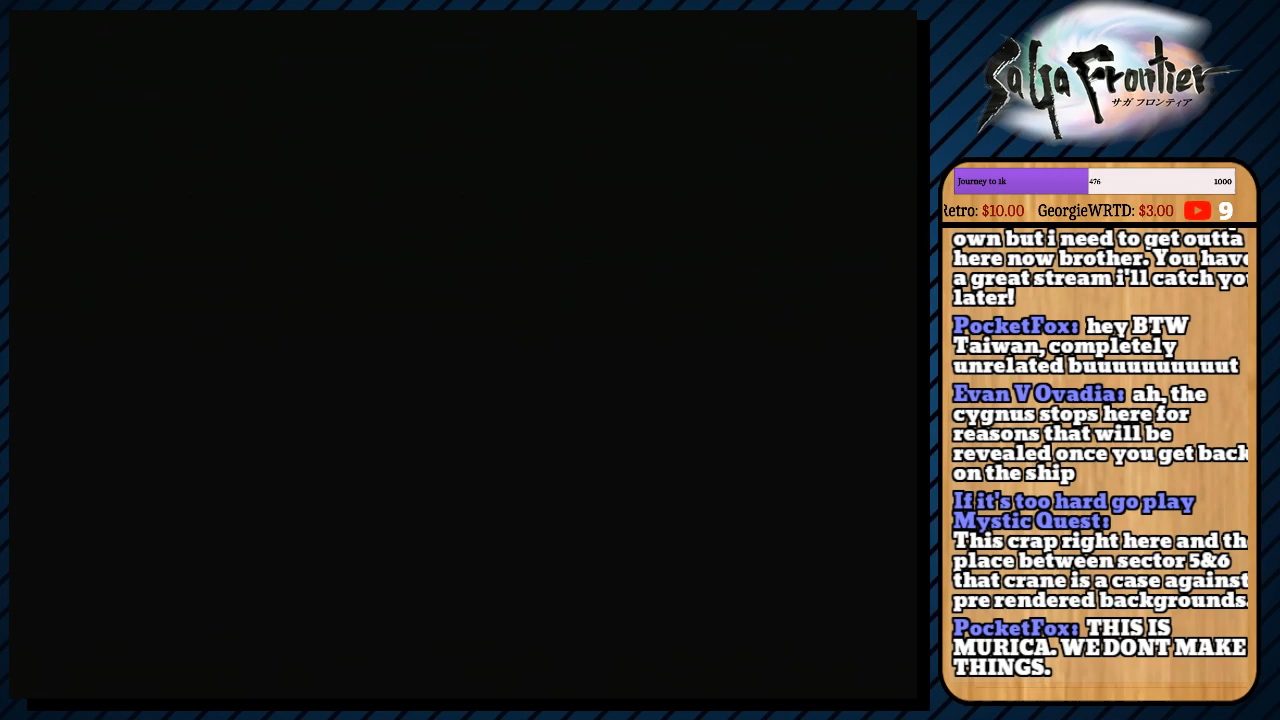 SaGa Frontier
サガ フロンティア
Journey to 1k 476 1000
Retro: $10.00 GeorgieWRTD: $3.00 9
own but i need to get outta
here now brother. You have
a great stream i'll catch you
later!
PocketFox: hey BTW
Taiwan, completely
unrelated buuuuuuuuuut
Evan V Ovadia: ah, the
cygnus stops here for
reasons that will be
revealed once you get back
on the ship
If it's too hard go play
Mystic Quest:
This crap right here and th
place between sector 5&6
that crane is a case against
pre rendered backgrounds.
PocketFox: THIS IS
MURICA. WE DONT MAKE
THINGS.